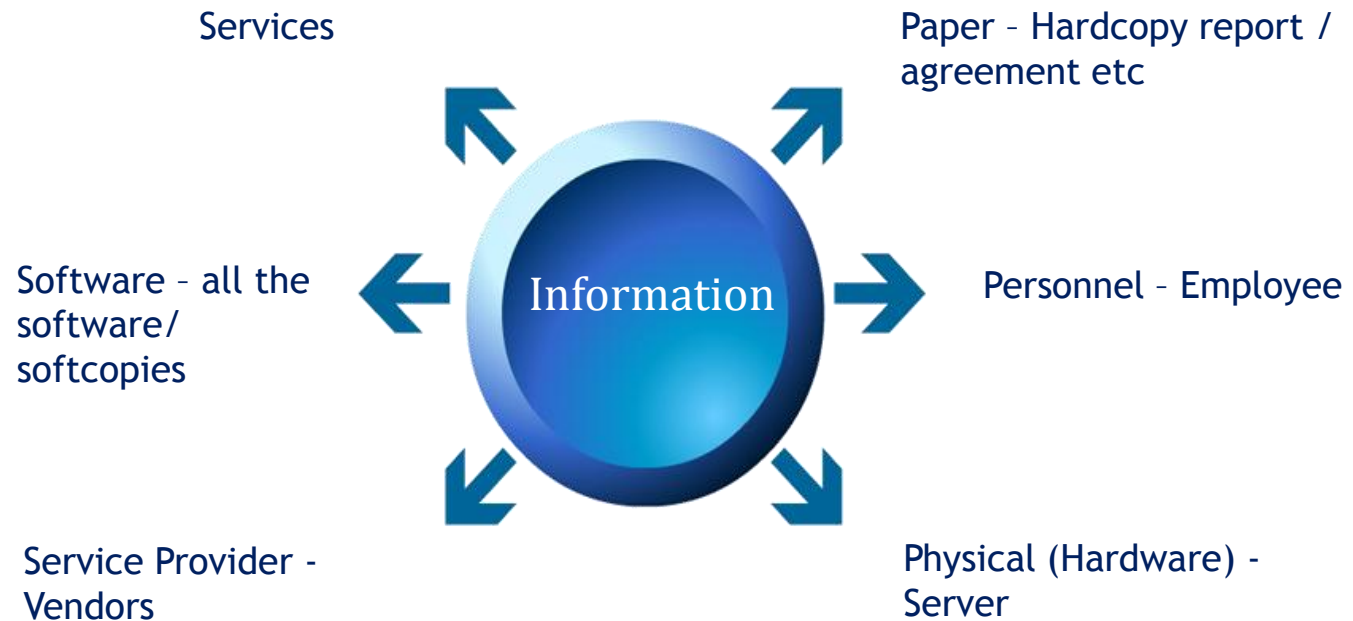 Services
Paper – Hardcopy report /
agreement etc
Software – all the
software/
softcopies
Information
Personnel – Employee
Service Provider -
Vendors
Physical (Hardware) -
Server